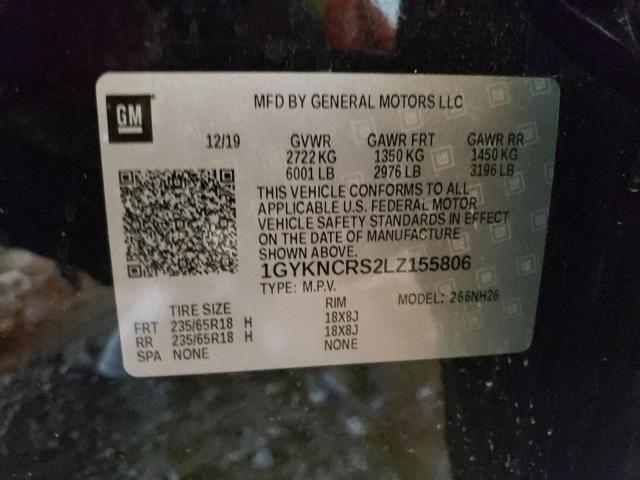 GM
MFD BY GENERAL MOTORS LLC
12/19 GVWR GAWR FRT GAWR RR
2722 KG 1350 KG 1450 KG
6001 LB 2976 LB 3196 LB
THIS VEHICLE CONFORMS TO ALL
APPLICABLE U.S. FEDERAL MOTOR
VEHICLE SAFETY STANDARDS IN EFFECT
ON THE DATE OF MANUFACTURE
SHOWN ABOVE.
1GYKNCRS2LZ155806
TYPE: M.P.V. MODEL: 266NH26
TIRE SIZE RIM
FRT 235/65R18 H 18X8J
RR 235/65R18 H 18X8J
SPA NONE NONE